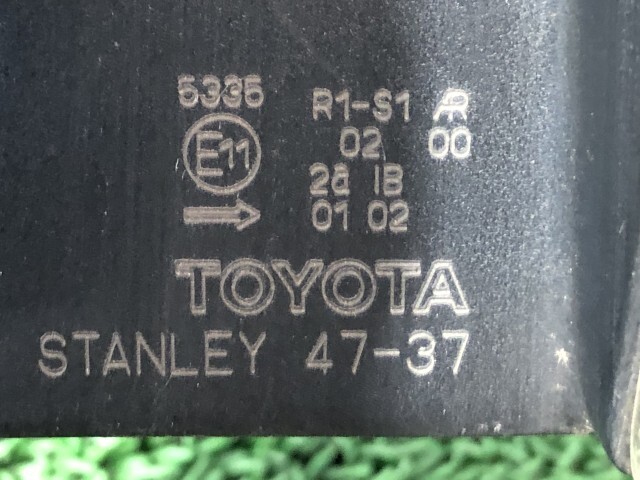 5335 R1-S1 AR
E11 02 00
2a IB
→ 01 02
TOYOTA
STANLEY 47-37